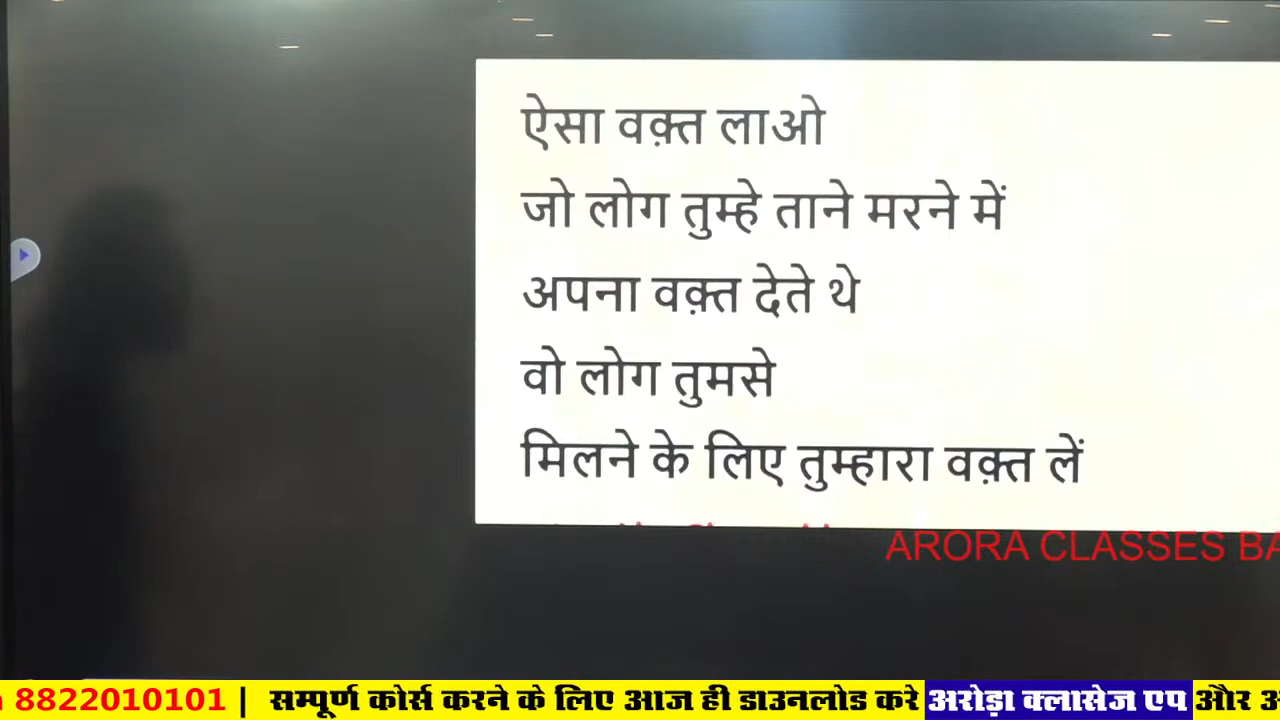 ऐसा वक़्त लाओ
जो लोग तुम्हे ताने मरने में
अपना वक़्त देते थे
वो लोग तुमसे
मिलने के लिए तुम्हारा वक़्त लें
ARORA CLASSES
8822010101 | सम्पूर्ण कोर्स करने के लिए आज ही डाउनलोड करे अरोड़ा क्लासेज एप और